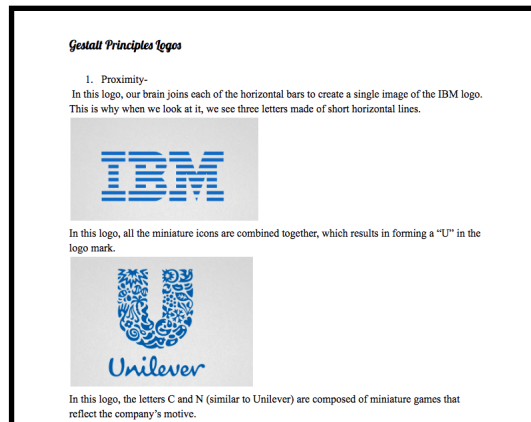 Gestalt Principles Logos
1. Proximity-
In this logo, our brain joins each of the horizontal bars to create a single image of the IBM logo.
This is why when we look at it, we see three letters made of short horizontal lines.
IBM
In this logo, all the miniature icons are combined together, which results in forming a “U” in the
logo mark.
U
Unilever
In this logo, the letters C and N (similar to Unilever) are composed of miniature games that
reflect the company’s motive.